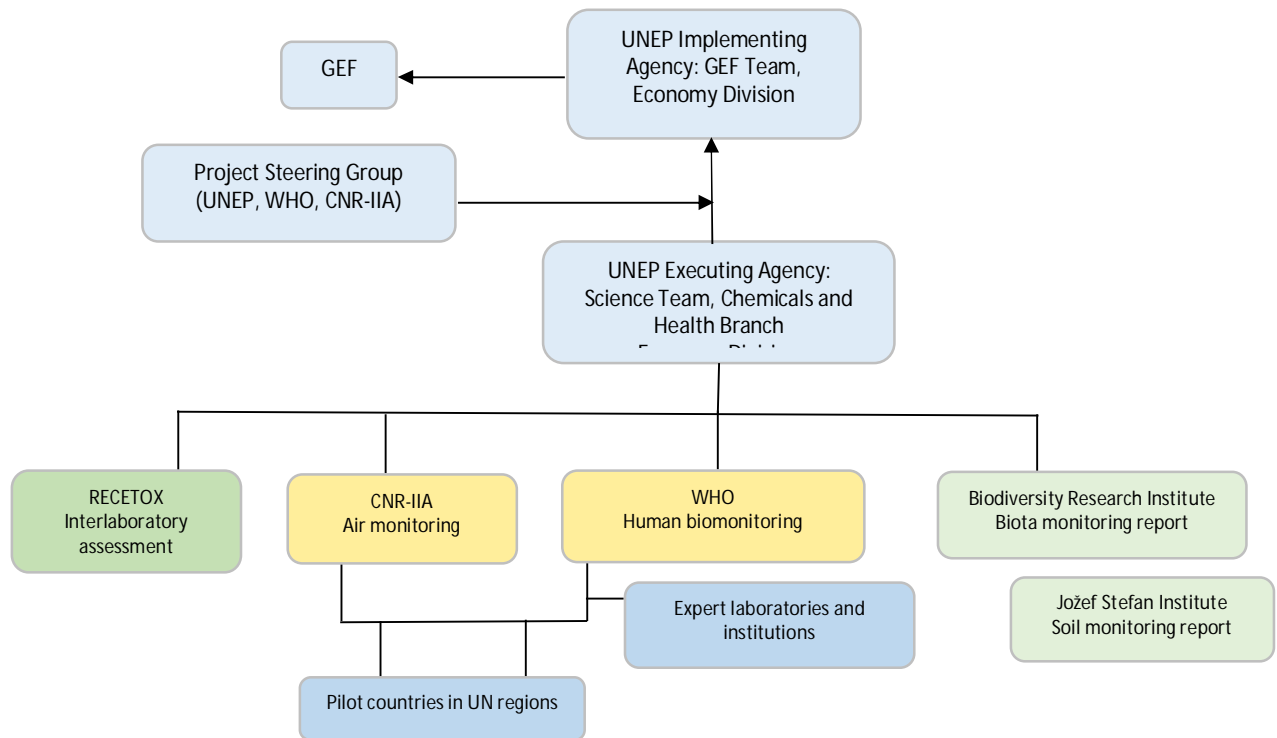 GEF
UNEP Implementing
Agency: GEF Team,
Economy Division
Project Steering Group
(UNEP, WHO, CNR-IIA)
UNEP Executing Agency:
Science Team, Chemicals and
Health Branch
RECETOX
Interlaboratory
assessment
CNR-IIA
Air monitoring
WHO
Human biomonitoring
Biodiversity Research Institute
Biota monitoring report
Expert laboratories and
institutions
Jožef Stefan Institute
Soil monitoring report
Pilot countries in UN regions